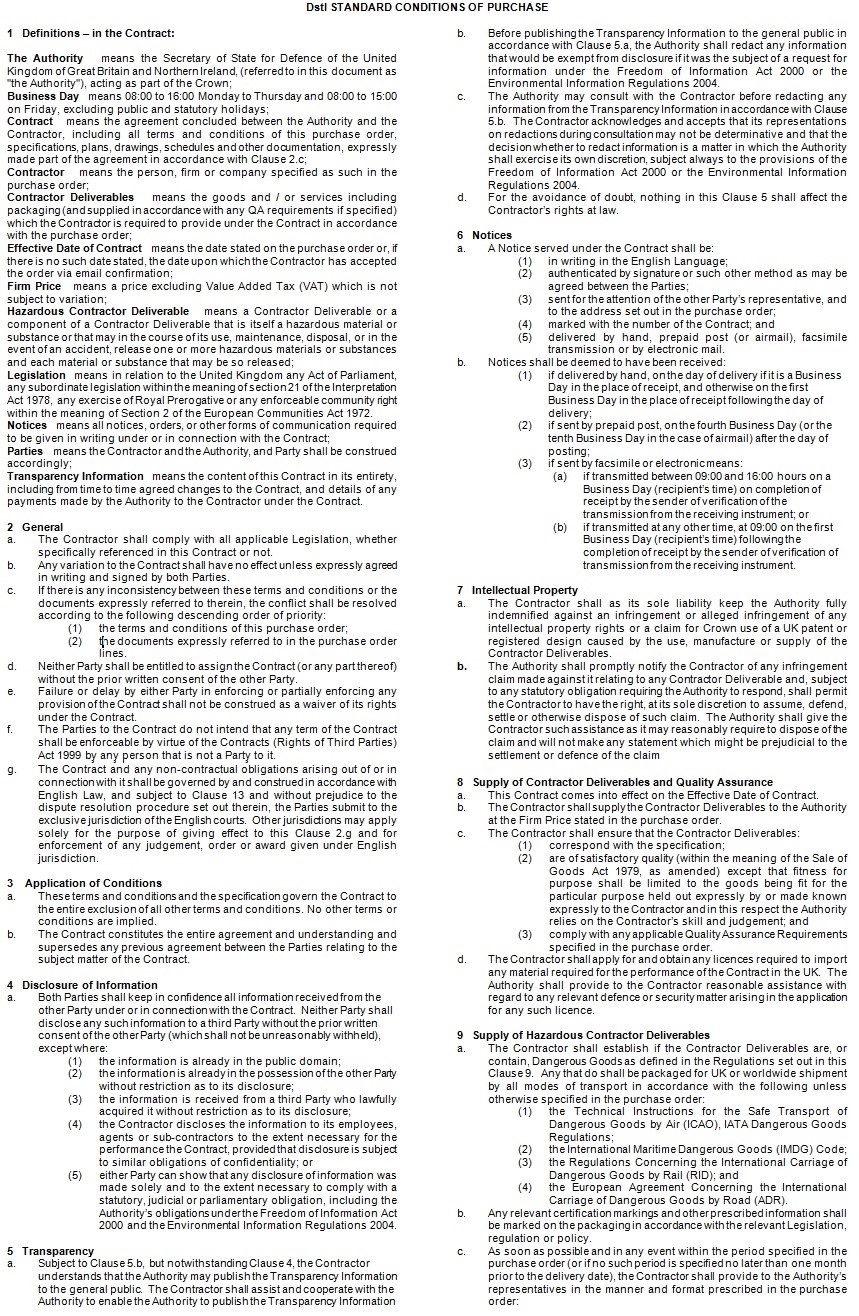 Dstl STANDARD CONDITIONS OF PURCHASE
1 Definitions – in the Contract:
The Authority means the Secretary of State for Defence of the United
Kingdom of Great Britain and Northern Ireland, (referred to in this document as
"the Authority"), acting as part of the Crown;
Business Day means 08:00 to 16:00 Monday to Thursday and 08:00 to 15:00
on Friday, excluding public and statutory holidays;
Contract means the agreement concluded between the Authority and the
Contractor, including all terms and conditions of this purchase order,
specifications, plans, drawings, schedules and other documentation, expressly
made part of the agreement in accordance with Clause 2.c;
Contractor means the person, firm or company specified as such in the
purchase order;
Contractor Deliverables means the goods and / or services including
packaging (and supplied in accordance with any QA requirements if specified)
which the Contractor is required to provide under the Contract in accordance
with the purchase order;
Effective Date of Contract means the date stated on the purchase order or, if
there is no such date stated, the date upon which the Contractor has accepted
the order via email confirmation;
Firm Price means a price excluding Value Added Tax (VAT) which is not
subject to variation;
Hazardous Contractor Deliverable means a Contractor Deliverable or a
component of a Contractor Deliverable that is itself a hazardous material or
substance or that may in the course of its use, maintenance, disposal, or in the
event of an accident, release one or more hazardous materials or substances
and each material or substance that may be so released;
Legislation means in relation to the United Kingdom any Act of Parliament,
any subordinate legislation within the meaning of section 21 of the Interpretation
Act 1978, any exercise of Royal Prerogative or any enforceable community right
within the meaning of Section 2 of the European Communities Act 1972.
Notices means all notices, orders, or other forms of communication required
to be given in writing under or in connection with the Contract;
Parties means the Contractor and the Authority, and Party shall be construed
accordingly;
Transparency Information means the content of this Contract in its entirety,
including from time to time agreed changes to the Contract, and details of any
payments made by the Authority to the Contractor under the Contract.
2 General
a. The Contractor shall comply with all applicable Legislation, whether
specifically referenced in this Contract or not.
b. Any variation to the Contract shall have no effect unless expressly agreed
in writing and signed by both Parties.
c. If there is any inconsistency between these terms and conditions or the
documents expressly referred to therein, the conflict shall be resolved
according to the following descending order of priority:
(1) the terms and conditions of this purchase order;
(2) the documents expressly referred to in the purchase order
lines.
d. Neither Party shall be entitled to assign the Contract (or any part thereof)
without the prior written consent of the other Party.
e. Failure or delay by either Party in enforcing or partially enforcing any
provision of the Contract shall not be construed as a waiver of its rights
under the Contract.
f. The Parties to the Contract do not intend that any term of the Contract
shall be enforceable by virtue of the Contracts (Rights of Third Parties)
Act 1999 by any person that is not a Party to it.
g. The Contract and any non-contractual obligations arising out of or in
connection with it shall be governed by and construed in accordance with
English Law, and subject to Clause 13 and without prejudice to the
dispute resolution procedure set out therein, the Parties submit to the
exclusive jurisdiction of the English courts. Other jurisdictions may apply
solely for the purpose of giving effect to this Clause 2.g and for
enforcement of any judgement, order or award given under English
jurisdiction.
3 Application of Conditions
a. These terms and conditions and the specification govern the Contract to
the entire exclusion of all other terms and conditions. No other terms or
conditions are implied.
b. The Contract constitutes the entire agreement and understanding and
supersedes any previous agreement between the Parties relating to the
subject matter of the Contract.
4 Disclosure of Information
a. Both Parties shall keep in confidence all information received from the
other Party under or in connection with the Contract. Neither Party shall
disclose any such information to a third Party without the prior written
consent of the other Party (which shall not be unreasonably withheld),
except where:
(1) the information is already in the public domain;
(2) the information is already in the possession of the other Party
without restriction as to its disclosure;
(3) the information is received from a third Party who lawfully
acquired it without restriction as to its disclosure;
(4) the Contractor discloses the information to its employees,
agents or sub-contractors to the extent necessary for the
performance the Contract, provided that disclosure is subject
to similar obligations of confidentiality; or
(5) either Party can show that any disclosure of information was
made solely and to the extent necessary to comply with a
statutory, judicial or parliamentary obligation, including the
Authority's obligations under the Freedom of Information Act
2000 and the Environmental Information Regulations 2004.
5 Transparency
a. Subject to Clause 5.b, but notwithstanding Clause 4, the Contractor
understands that the Authority may publish the Transparency Information
to the general public. The Contractor shall assist and cooperate with the
Authority to enable the Authority to publish the Transparency Information
b. Before publishing the Transparency Information to the general public in
accordance with Clause 5.a, the Authority shall redact any information
that would be exempt from disclosure if it was the subject of a request for
information under the Freedom of Information Act 2000 or the
Environmental Information Regulations 2004.
c. The Authority may consult with the Contractor before redacting any
information from the Transparency Information in accordance with Clause
5.b. The Contractor acknowledges and accepts that its representations
on redactions during consultation may not be determinative and that the
decision whether to redact information is a matter in which the Authority
shall exercise its own discretion, subject always to the provisions of the
Freedom of Information Act 2000 or the Environmental Information
Regulations 2004.
d. For the avoidance of doubt, nothing in this Clause 5 shall affect the
Contractor's rights at law.
6 Notices
a. A Notice served under the Contract shall be:
(1) in writing in the English Language;
(2) authenticated by signature or such other method as may be
agreed between the Parties;
(3) sent for the attention of the other Party's representative, and
to the address set out in the purchase order;
(4) marked with the number of the Contract; and
(5) delivered by hand, prepaid post (or airmail), facsimile
transmission or by electronic mail.
b. Notices shall be deemed to have been received:
(1) if delivered by hand, on the day of delivery if it is a Business
Day in the place of receipt, and otherwise on the first
Business Day in the place of receipt following the day of
delivery;
(2) if sent by prepaid post, on the fourth Business Day (or the
tenth Business Day in the case of airmail) after the day of
posting;
(3) if sent by facsimile or electronic means:
(a) if transmitted between 09:00 and 16:00 hours on a
Business Day (recipient's time) on completion of
receipt by the sender of verification of the
transmission from the receiving instrument; or
(b) if transmitted at any other time, at 09:00 on the first
Business Day (recipient's time) following the
completion of receipt by the sender of verification of
transmission from the receiving instrument.
7 Intellectual Property
a. The Contractor shall as its sole liability keep the Authority fully
indemnified against an infringement or alleged infringement of any
intellectual property rights or a claim for Crown use of a UK patent or
registered design caused by the use, manufacture or supply of the
Contractor Deliverables.
b. The Authority shall promptly notify the Contractor of any infringement
claim made against it relating to any Contractor Deliverable and, subject
to any statutory obligation requiring the Authority to respond, shall permit
the Contractor to have the right, at its sole discretion to assume, defend,
settle or otherwise dispose of such claim. The Authority shall give the
Contractor such assistance as it may reasonably require to dispose of the
claim and will not make any statement which might be prejudicial to the
settlement or defence of the claim
8 Supply of Contractor Deliverables and Quality Assurance
a. This Contract comes into effect on the Effective Date of Contract.
b. The Contractor shall supply the Contractor Deliverables to the Authority
at the Firm Price stated in the purchase order.
c. The Contractor shall ensure that the Contractor Deliverables:
(1) correspond with the specification;
(2) are of satisfactory quality (within the meaning of the Sale of
Goods Act 1979, as amended) except that fitness for
purpose shall be limited to the goods being fit for the
particular purpose held out expressly by or made known
expressly to the Contractor and in this respect the Authority
relies on the Contractor's skill and judgement; and
(3) comply with any applicable Quality Assurance Requirements
specified in the purchase order.
d. The Contractor shall apply for and obtain any licences required to import
any material required for the performance of the Contract in the UK. The
Authority shall provide to the Contractor reasonable assistance with
regard to any relevant defence or security matter arising in the application
for any such licence.
9 Supply of Hazardous Contractor Deliverables
a. The Contractor shall establish if the Contractor Deliverables are, or
contain, Dangerous Goods as defined in the Regulations set out in this
Clause 9. Any that do shall be packaged for UK or worldwide shipment
by all modes of transport in accordance with the following unless
otherwise specified in the purchase order:
(1) the Technical Instructions for the Safe Transport of
Dangerous Goods by Air (ICAO), IATA Dangerous Goods
Regulations;
(2) the International Maritime Dangerous Goods (IMDG) Code;
(3) the Regulations Concerning the International Carriage of
Dangerous Goods by Rail (RID); and
(4) the European Agreement Concerning the International
Carriage of Dangerous Goods by Road (ADR).
b. Any relevant certification markings and other prescribed information shall
be marked on the packaging in accordance with the relevant Legislation,
regulation or policy.
c. As soon as possible and in any event within the period specified in the
purchase order (or if no such period is specified no later than one month
prior to the delivery date), the Contractor shall provide to the Authority's
representatives in the manner and format prescribed in the purchase
order: